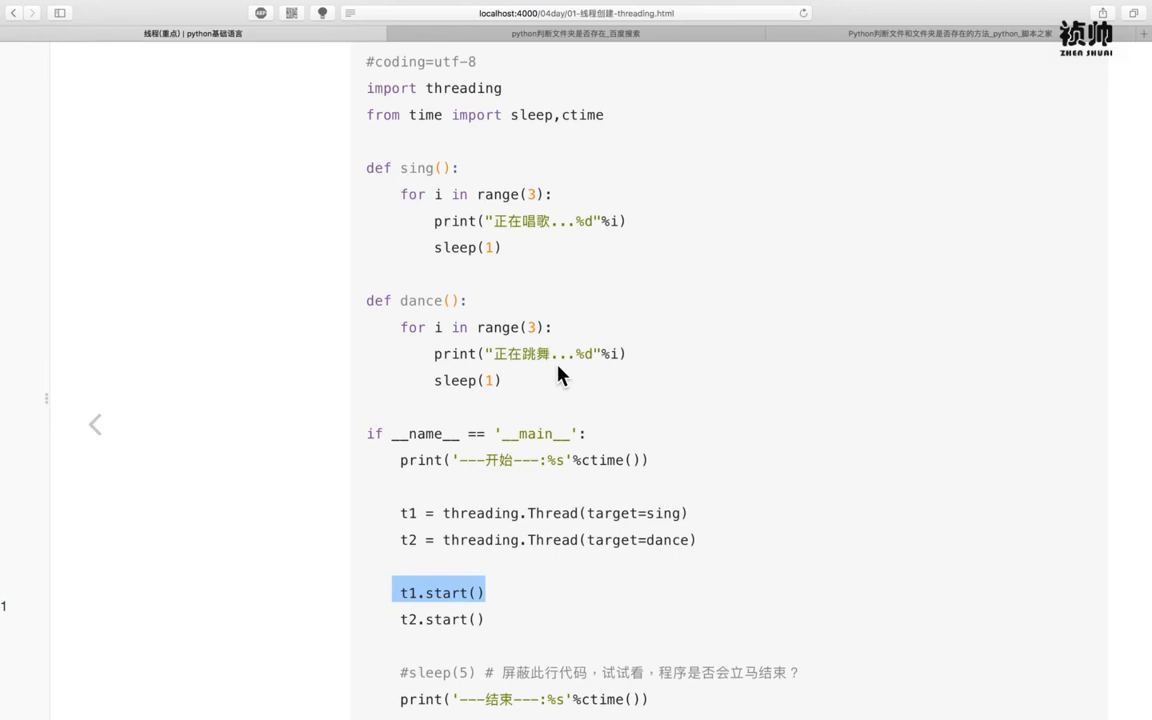 localhost:4000/04day/01-线程创建-threading.html
线程(重点) | python基础语言
python判断文件夹是否存在_百度搜索
Python判断文件和文件夹是否存在的方法_python_脚本之家
祯帅
ZHEN SHUAI
ABP
#coding=utf-8
import threading
from time import sleep,ctime
def sing():
    for i in range(3):
        print("正在唱歌...%d"%i)
        sleep(1)
def dance():
    for i in range(3):
        print("正在跳舞...%d"%i)
        sleep(1)
if __name__ == '__main__':
    print('---开始---:%s'%ctime())
    t1 = threading.Thread(target=sing)
    t2 = threading.Thread(target=dance)
    t1.start()
1
    t2.start()
    #sleep(5) # 屏蔽此行代码，试试看，程序是否会立马结束？
    print('---结束---:%s'%ctime())